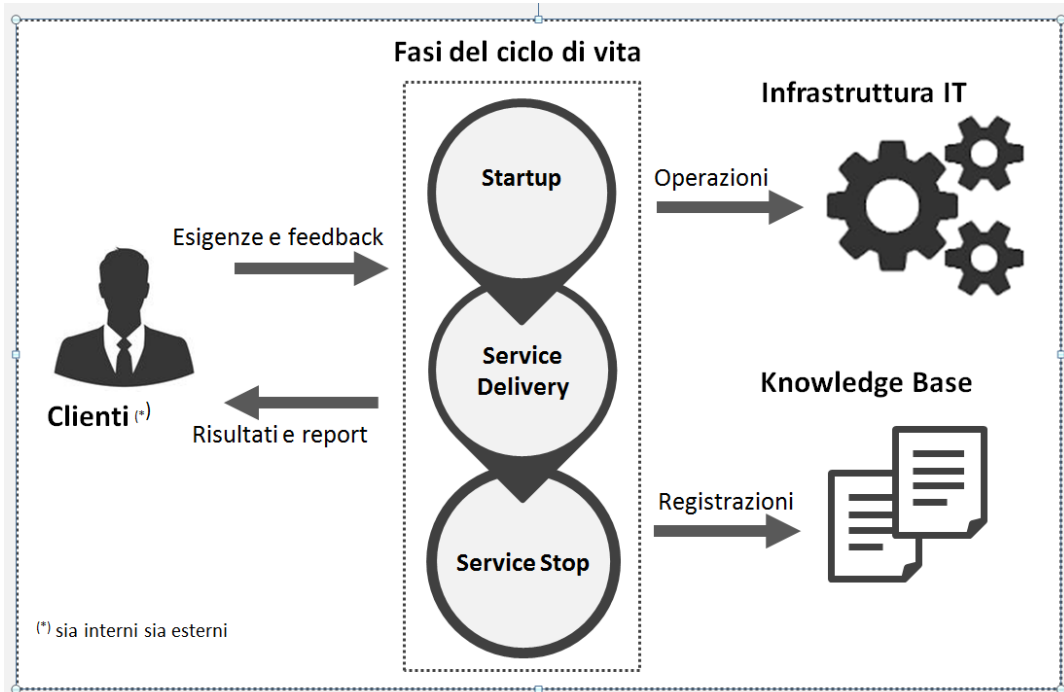 Fasi del ciclo di vita
Infrastruttura IT
Startup
Operazioni
Esigenze e feedback
Service
Delivery
Knowledge Base
Clienti (*)
Risultati e report
Registrazioni
Service Stop
(*) sia interni sia esterni